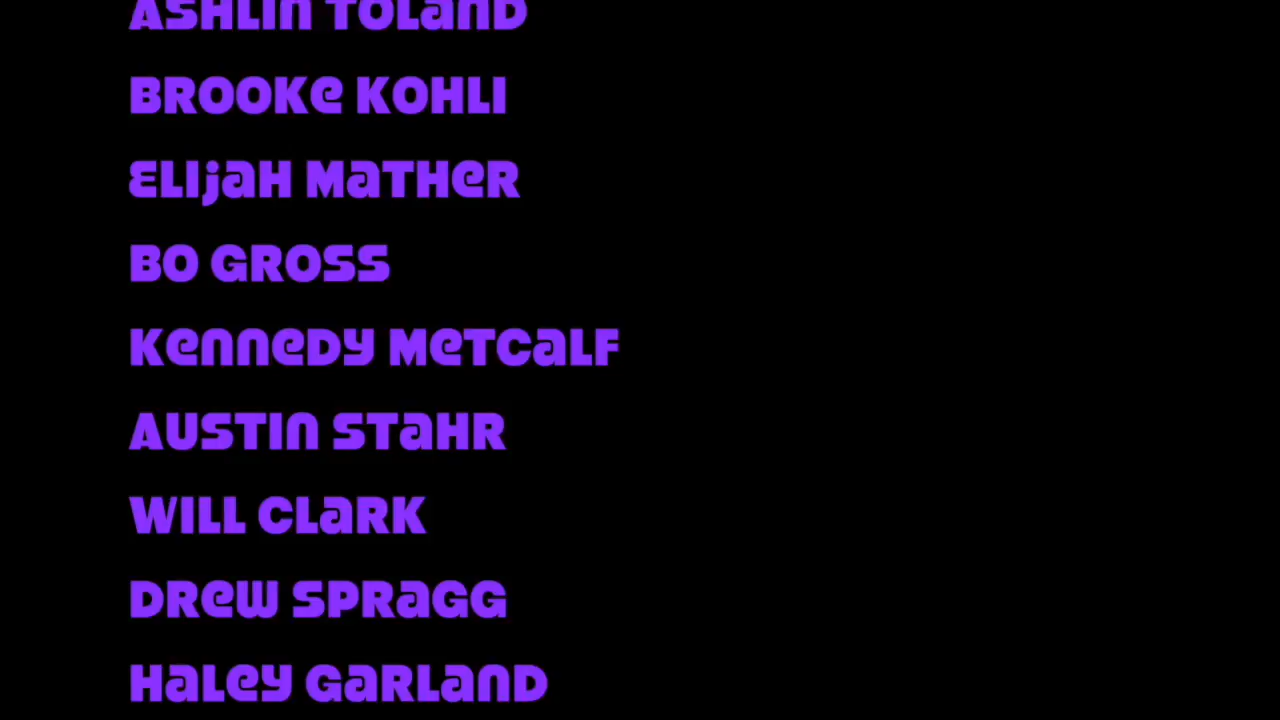 Ashlin Toland
Brooke Kohli
Elijah Mather
Bo Gross
Kennedy Metcalf
Austin Stahr
Will Clark
Drew Spragg
Haley Garland